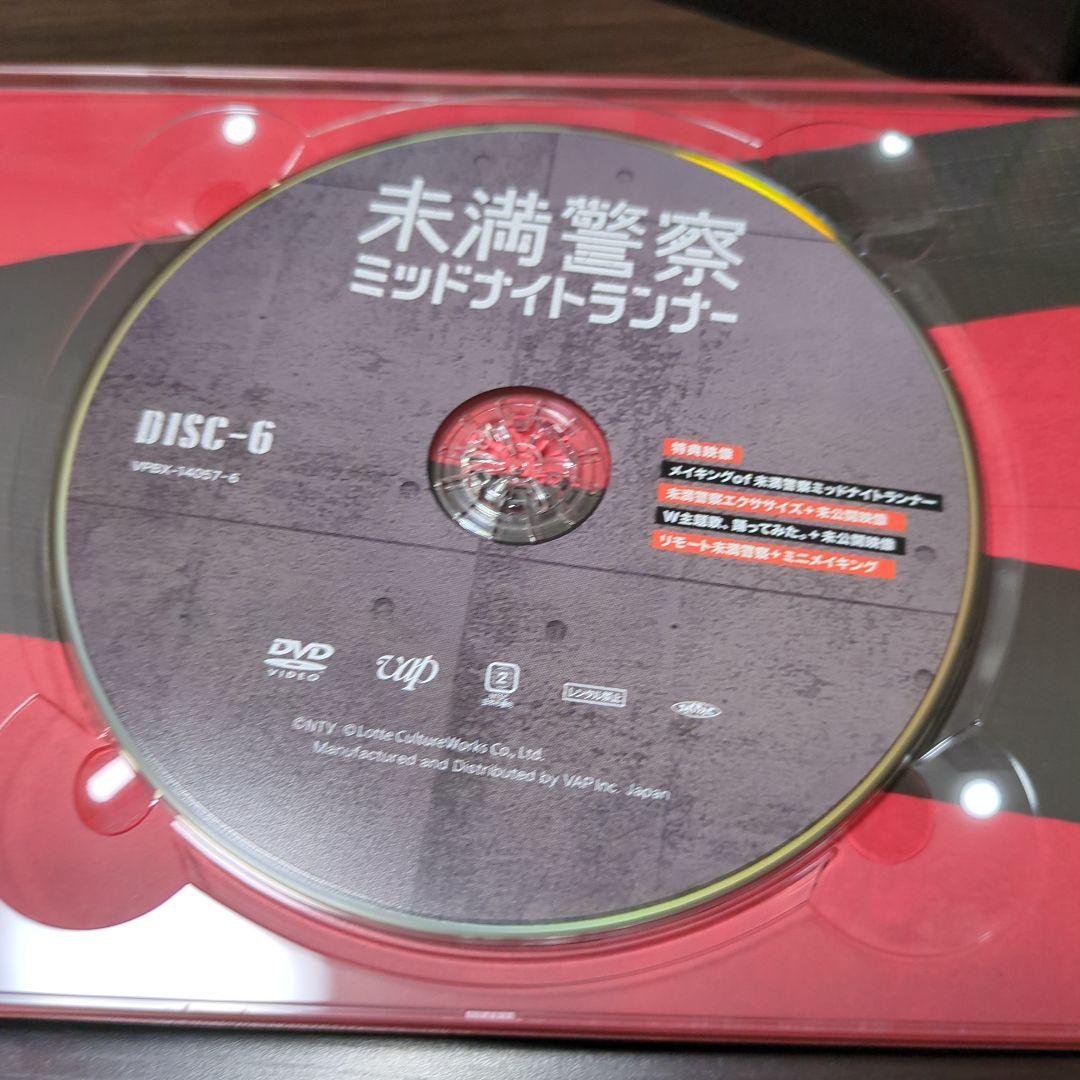 未満警察
ミッドナイトランナー
DISC-6
VPBX-14057-6
特典映像
メイキングof 未満警察ミッドナイトランナー
未満警察エクササイズ+未公開映像
W主題歌、踊ってみた。+未公開映像
リモート未満警察+ミニメイキング
DVD
VIDEO
vap
2
レンタル禁止
©NTV ©Lotte CultureWorks Co., Ltd.
Manufactured and Distributed by VAP Inc. Japan